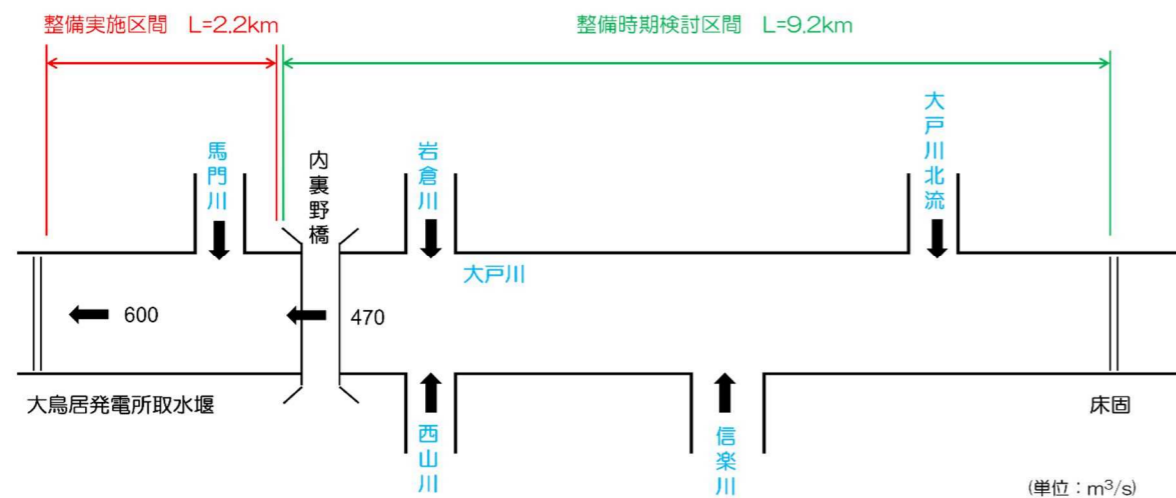 整備実施区間 L=2.2km
整備時期検討区間 L=9.2km
馬門川
内裏野橋
岩倉川
大戸川北流
大戸川
600
470
大鳥居発電所取水堰
西山川
信楽川
床固
(単位：m³/s)